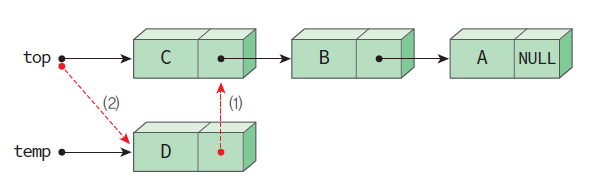 top C B A NULL
(2) (1)
temp D